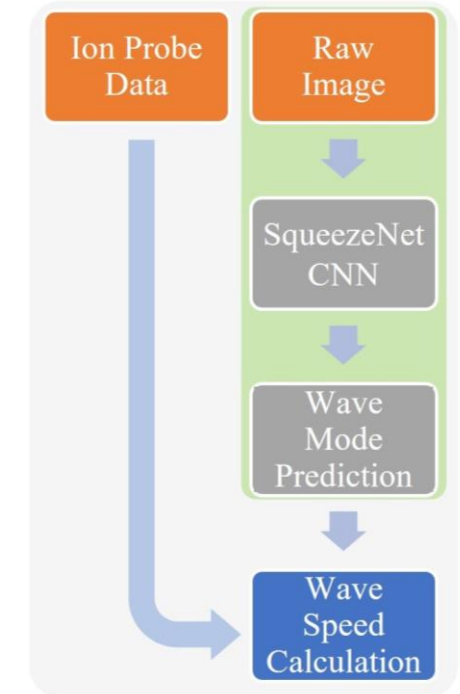 Ion Probe
Data
Raw
Image
SqueezeNet
CNN
Wave
Mode
Prediction
Wave
Speed
Calculation